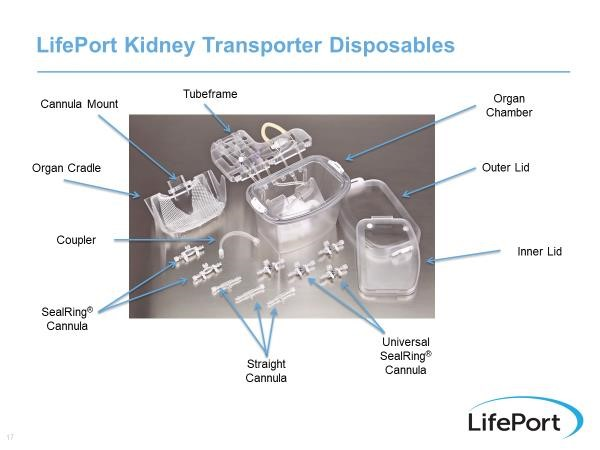 LifePort Kidney Transporter Disposables
Tubeframe
Cannula Mount
Organ
Chamber
Organ Cradle
Outer Lid
Coupler
Inner Lid
SealRing®
Cannula
Straight
Cannula
Universal
SealRing®
Cannula
LifePort
17